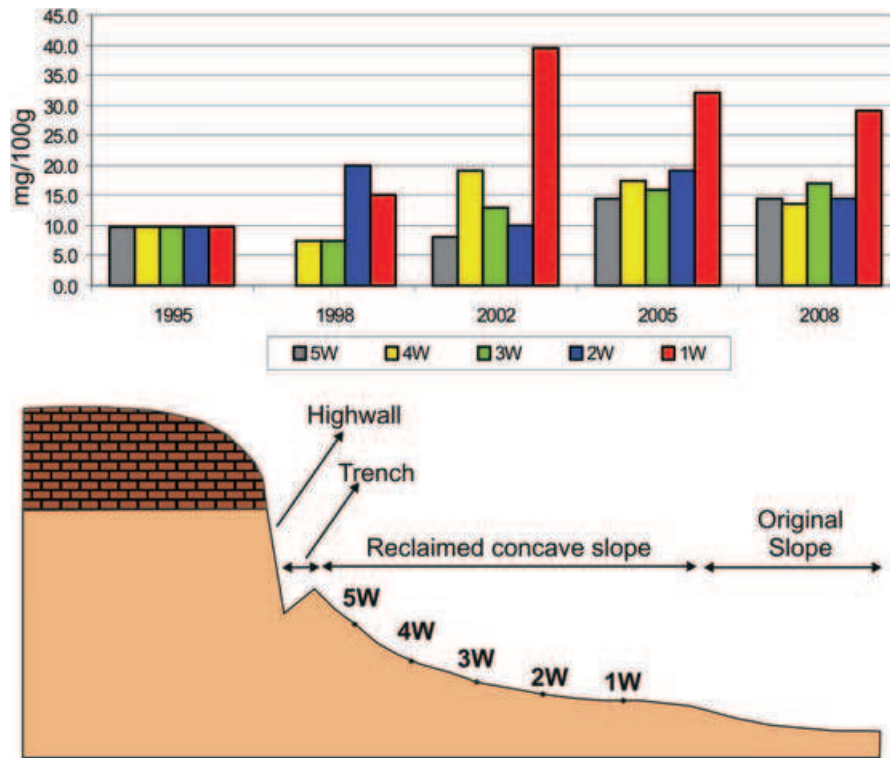 mg/100g
45.0
40.0
35.0
30.0
25.0
20.0
15.0
10.0
5.0
0.0
1995 1998 2002 2005 2008
5W 4W 3W 2W 1W
Highwall
Trench
Reclaimed concave slope
Original
Slope
5W
4W
3W
2W
1W